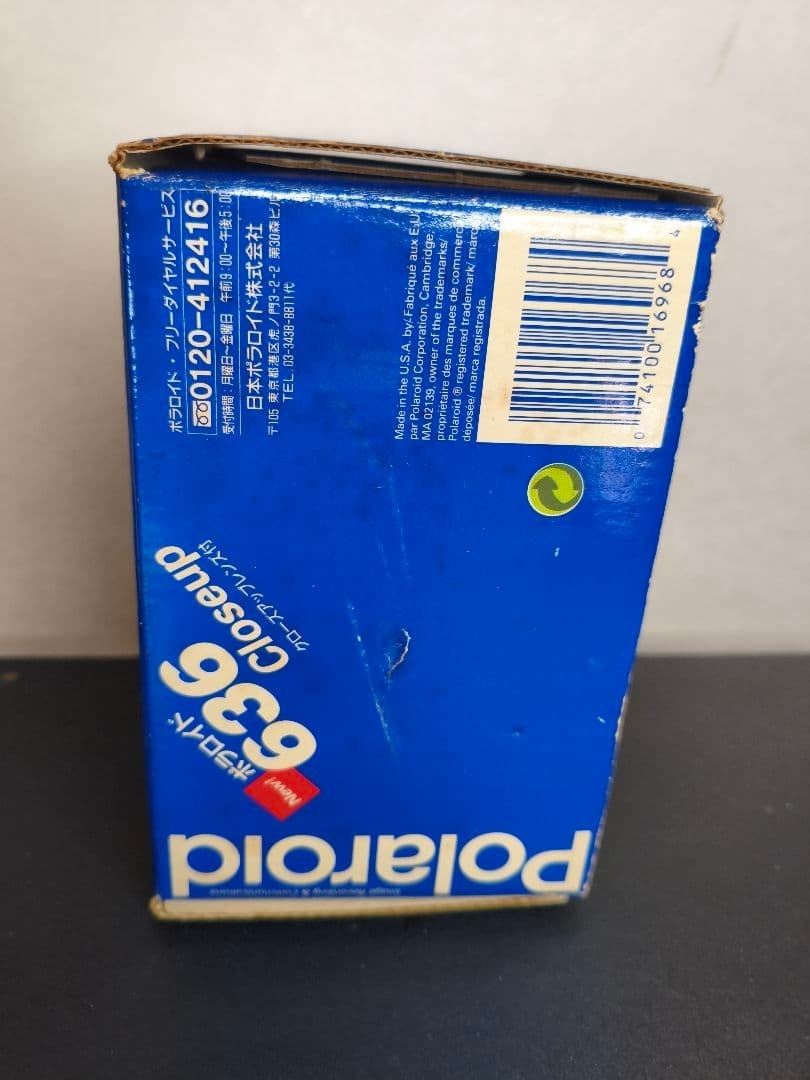 ポラロイド・フリーダイヤルサービス
0120-412416
受付時間:月曜日~金曜日 午前9:00~午後5:00
日本ポラロイド株式会社
〒105 東京都港区虎ノ門3-2-2 第30森ビル
TEL.03-3438-8811代
Made in the U.S.A. by/ Fabriqué aux E.U.
par Polaroid Corporation, Cambridge,
MA 02139, owner of the trademarks/
propriétaire des marques de commerc
Polaroid ® registered trademark/ marc
déposée/ marca registrada.
0 74100 16968 4
New!
ポラロイド
636
Closeup
クローズアップレンズ付
Polaroid
Image Recording & Communications